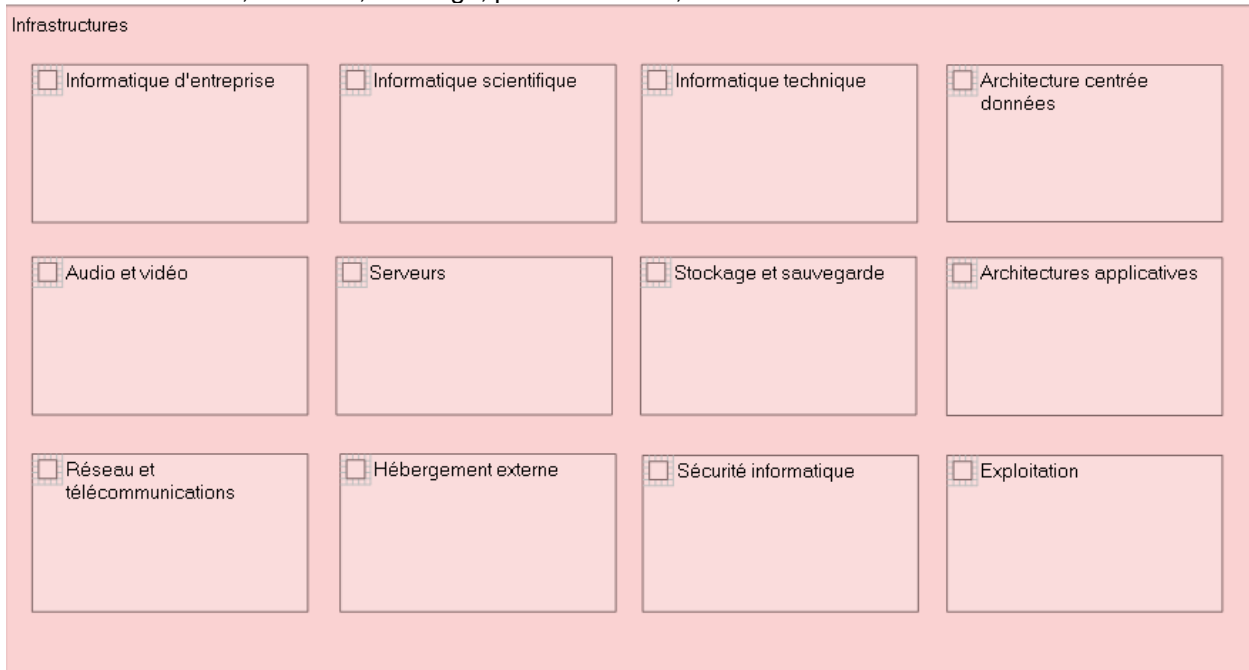 Infrastructures
Informatique d'entreprise
Informatique scientifique
Informatique technique
Architecture centrée
données
Audio et vidéo
Serveurs
Stockage et sauvegarde
Architectures applicatives
Réseau et
télécommunications
Hébergement externe
Sécurité informatique
Exploitation